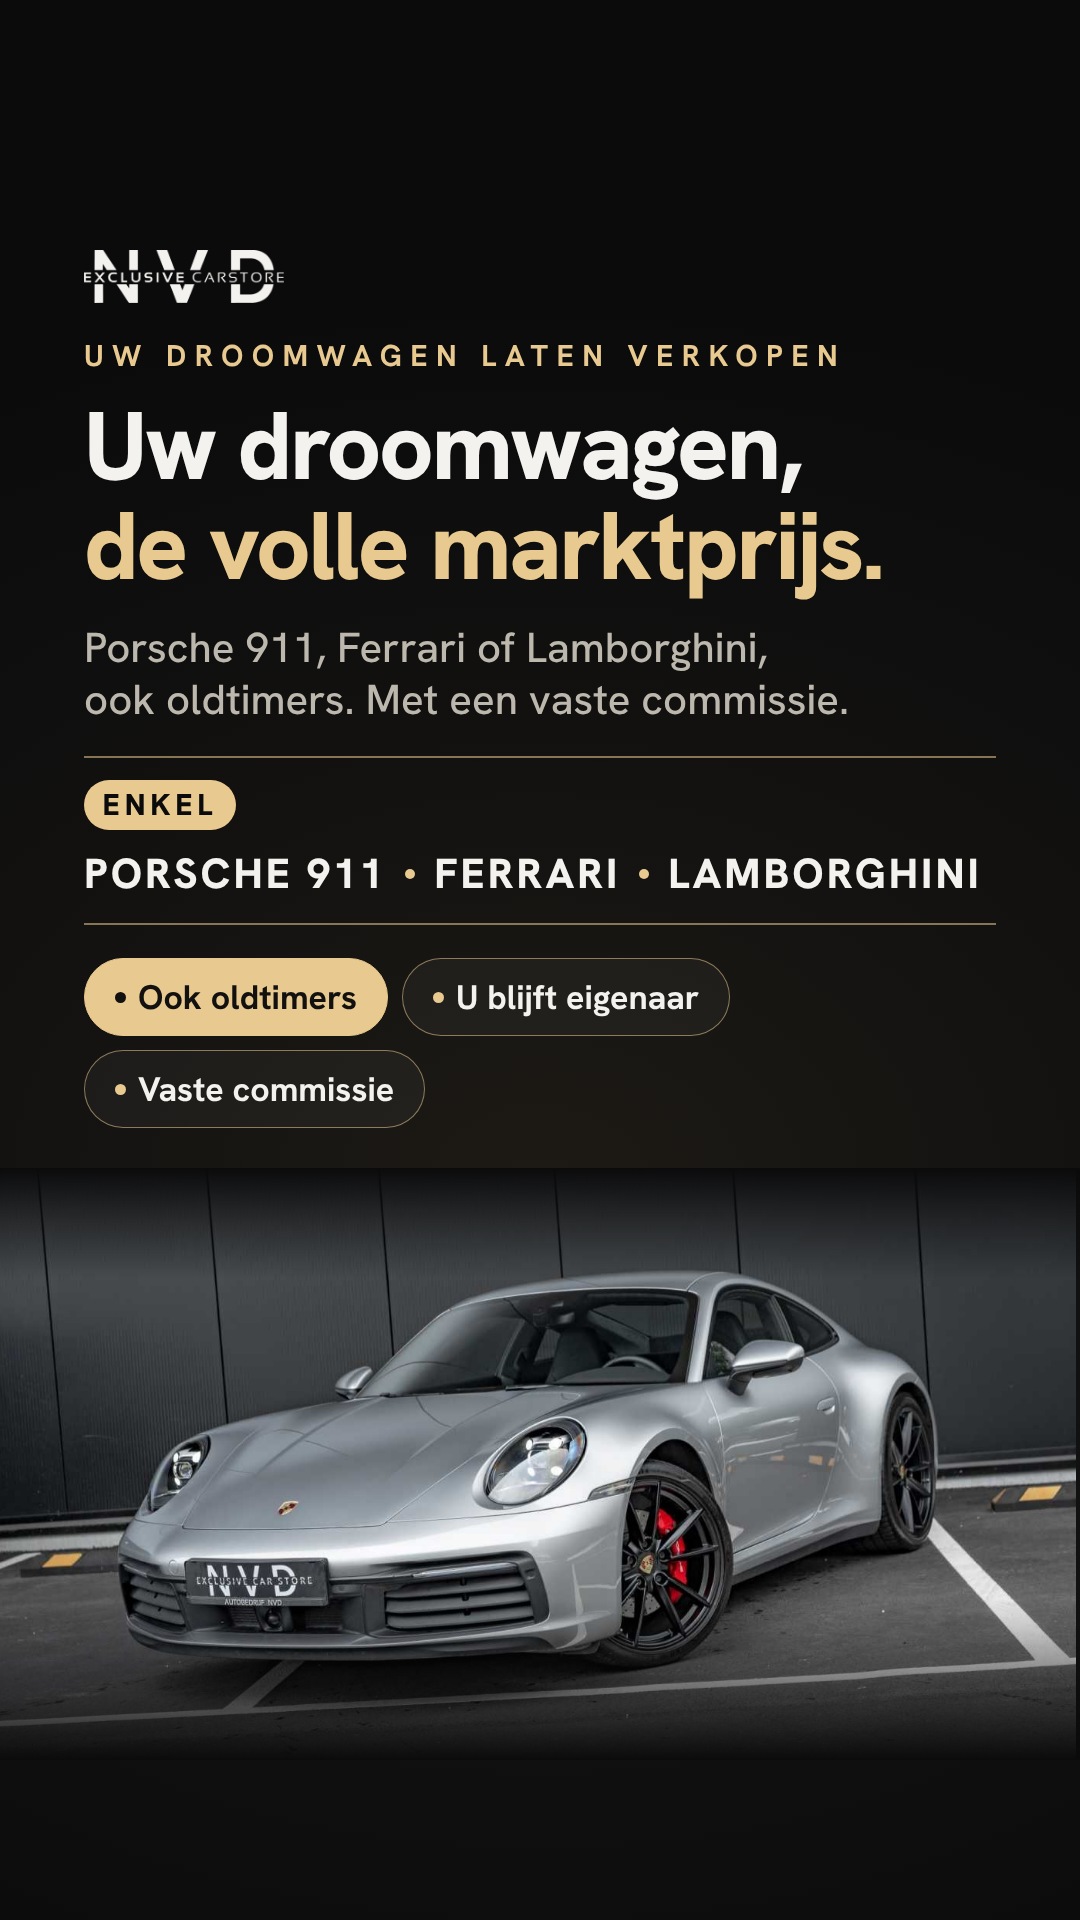 NVD
EXCLUSIVE CARSTORE
UW DROOMWAGEN LATEN VERKOPEN
Uw droomwagen,
de volle marktprijs.
Porsche 911, Ferrari of Lamborghini,
ook oldtimers. Met een vaste commissie.
ENKEL
PORSCHE 911 • FERRARI • LAMBORGHINI
• Ook oldtimers
• U blijft eigenaar
• Vaste commissie
NVD
EXCLUSIVE CAR STORE
AUTOBEDRIJF NVD